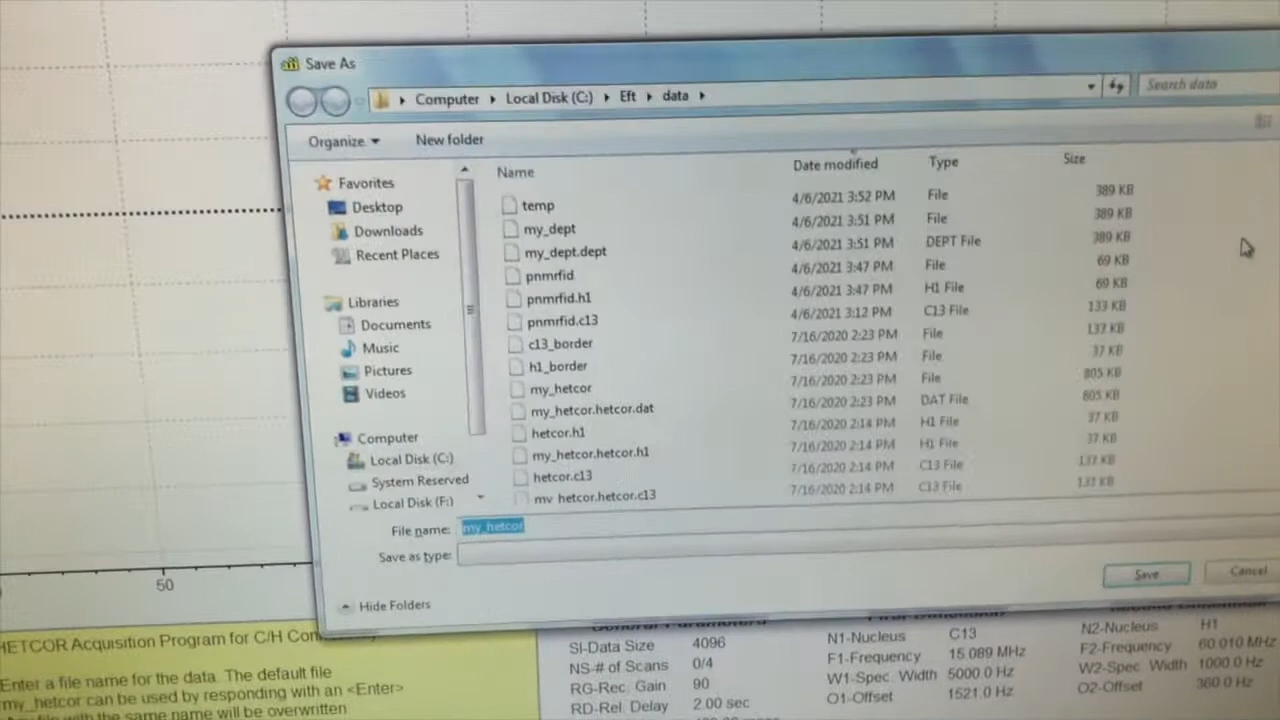 Save As
Computer Local Disk (C:) Eft data Search data
Organize New folder
Name Date modified Type Size
Favorites
Desktop
Downloads
Recent Places
Libraries
Documents
Music
Pictures
Videos
Computer
Local Disk (C:)
System Reserved
Local Disk (F:)
temp 4/6/2021 3:52 PM File 389 KB
my_dept 4/6/2021 3:51 PM File 389 KB
my_dept.dept 4/6/2021 3:51 PM DEPT File 389 KB
pnmrfid 4/6/2021 3:47 PM File 69 KB
pnmrfid.h1 4/6/2021 3:47 PM H1 File 69 KB
pnmrfid.c13 4/6/2021 3:12 PM C13 File 133 KB
c13_border 7/16/2020 2:23 PM File 137 KB
h1_border 7/16/2020 2:23 PM File 37 KB
my_hetcor 7/16/2020 2:23 PM File 805 KB
my_hetcor.hetcor.dat 7/16/2020 2:23 PM DAT File 805 KB
hetcor.h1 7/16/2020 2:14 PM H1 File 37 KB
my_hetcor.hetcor.h1 7/16/2020 2:14 PM H1 File 37 KB
hetcor.c13 7/16/2020 2:14 PM C13 File 137 KB
my_hetcor.hetcor.c13 7/16/2020 2:14 PM C13 File 137 KB
File name: my_hetcor
Save as type:
Save Cancel
Hide Folders
50
HETCOR Acquisition Program for C/H
Enter a file name for the data. The default file
my_hetcor can be used by responding with an <Enter>
Any file with the same name will be overwritten
General Parameters
SI-Data Size 4096
NS-# of Scans 0/4
RG-Rec. Gain 90
RD-Rel. Delay 2.00 sec
N1-Nucleus C13
F1-Frequency 15.089 MHz
W1-Spec. Width 5000.0 Hz
O1-Offset 1521.0 Hz
N2-Nucleus H1
F2-Frequency 60.010 MHz
W2-Spec. Width 1000.0 Hz
O2-Offset 360.0 Hz